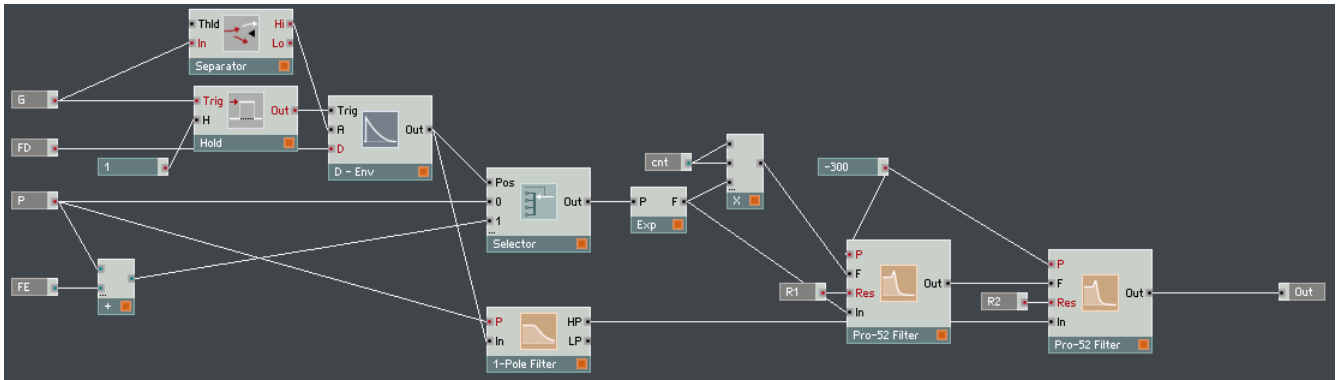 Thld Hi
In Lo
Separator
G
Trig Out
H
Hold
FD
1
Trig
A Out
D
D - Env
P
FE
...
+
Pos
0 Out
1
...
Selector
P HP
In LP
1-Pole Filter
P F
Exp
cnt
...
X
-300
R1
P
F Out
Res
In
Pro-52 Filter
R2
P
F Out
Res
In
Pro-52 Filter
Out